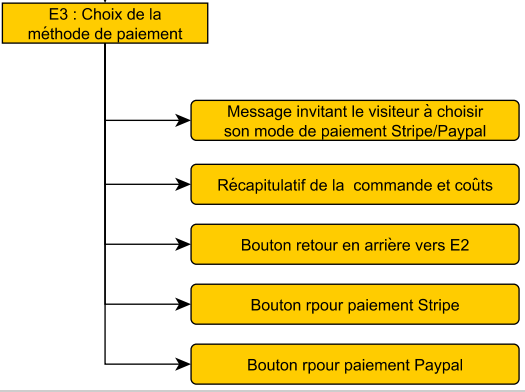 E3 : Choix de la
méthode de paiement
Message invitant le visiteur à choisir
son mode de paiement Stripe/Paypal
Récapitulatif de la commande et coûts
Bouton retour en arrière vers E2
Bouton rpour paiement Stripe
Bouton rpour paiement Paypal